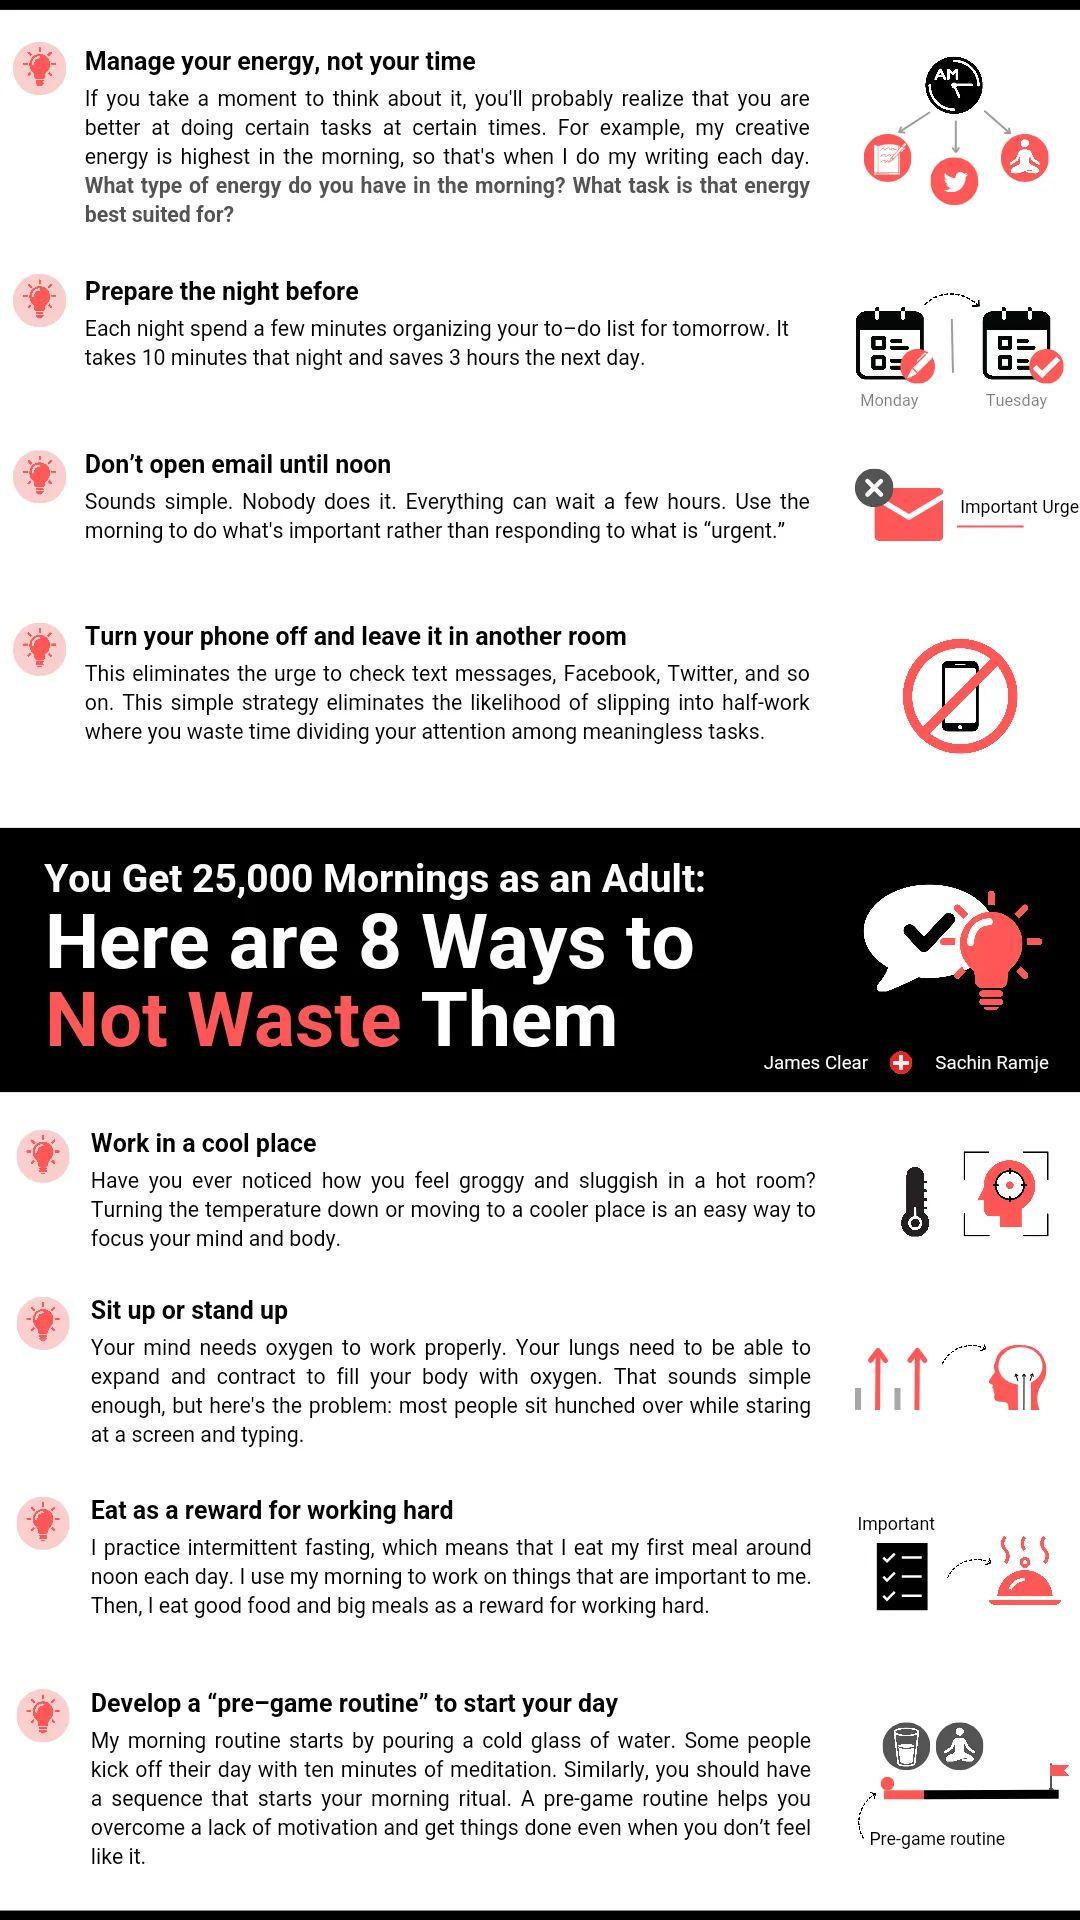 Manage your energy, not your time
If you take a moment to think about it, you'll probably realize that you are
better at doing certain tasks at certain times. For example, my creative
energy is highest in the morning, so that's when I do my writing each day.
What type of energy do you have in the morning? What task is that energy
best suited for?
AM
Prepare the night before
Each night spend a few minutes organizing your to–do list for tomorrow. It
takes 10 minutes that night and saves 3 hours the next day.
Monday
Tuesday
Don’t open email until noon
Sounds simple. Nobody does it. Everything can wait a few hours. Use the
morning to do what's important rather than responding to what is “urgent.”
Important Urge
Turn your phone off and leave it in another room
This eliminates the urge to check text messages, Facebook, Twitter, and so
on. This simple strategy eliminates the likelihood of slipping into half-work
where you waste time dividing your attention among meaningless tasks.
You Get 25,000 Mornings as an Adult:
Here are 8 Ways to
Not Waste Them
James Clear
Sachin Ramje
Work in a cool place
Have you ever noticed how you feel groggy and sluggish in a hot room?
Turning the temperature down or moving to a cooler place is an easy way to
focus your mind and body.
Sit up or stand up
Your mind needs oxygen to work properly. Your lungs need to be able to
expand and contract to fill your body with oxygen. That sounds simple
enough, but here's the problem: most people sit hunched over while staring
at a screen and typing.
Eat as a reward for working hard
I practice intermittent fasting, which means that I eat my first meal around
noon each day. I use my morning to work on things that are important to me.
Then, I eat good food and big meals as a reward for working hard.
Important
Develop a “pre–game routine” to start your day
My morning routine starts by pouring a cold glass of water. Some people
kick off their day with ten minutes of meditation. Similarly, you should have
a sequence that starts your morning ritual. A pre-game routine helps you
overcome a lack of motivation and get things done even when you don’t feel
like it.
Pre-game routine